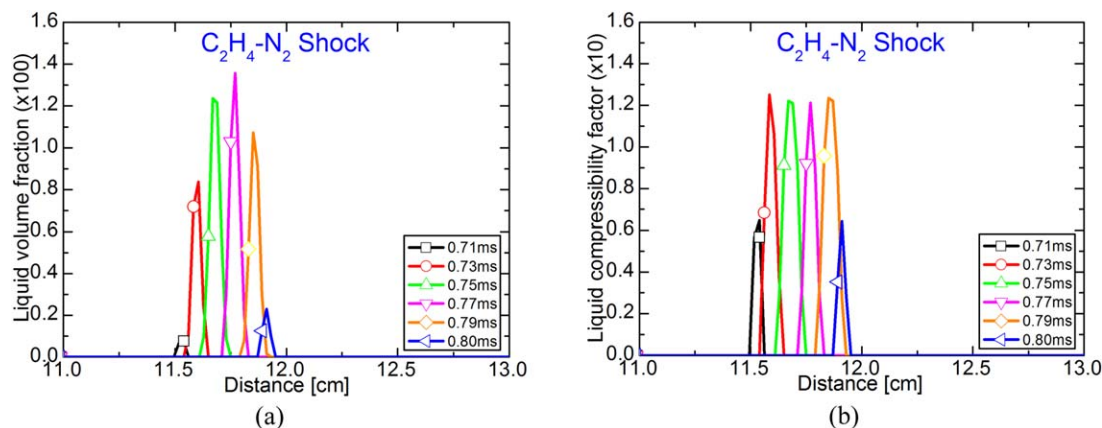 C₂H₄-N₂ Shock
Liquid volume fraction (x100)
1.6
1.4
1.2
1.0
0.8
0.6
0.4
0.2
0.0
0.71ms
0.73ms
0.75ms
0.77ms
0.79ms
0.80ms
11.0
11.5
12.0
12.5
13.0
Distance [cm]
(a)
C₂H₄-N₂ Shock
Liquid compressibility factor (x10)
1.6
1.4
1.2
1.0
0.8
0.6
0.4
0.2
0.0
0.71ms
0.73ms
0.75ms
0.77ms
0.79ms
0.80ms
11.0
11.5
12.0
12.5
13.0
Distance [cm]
(b)